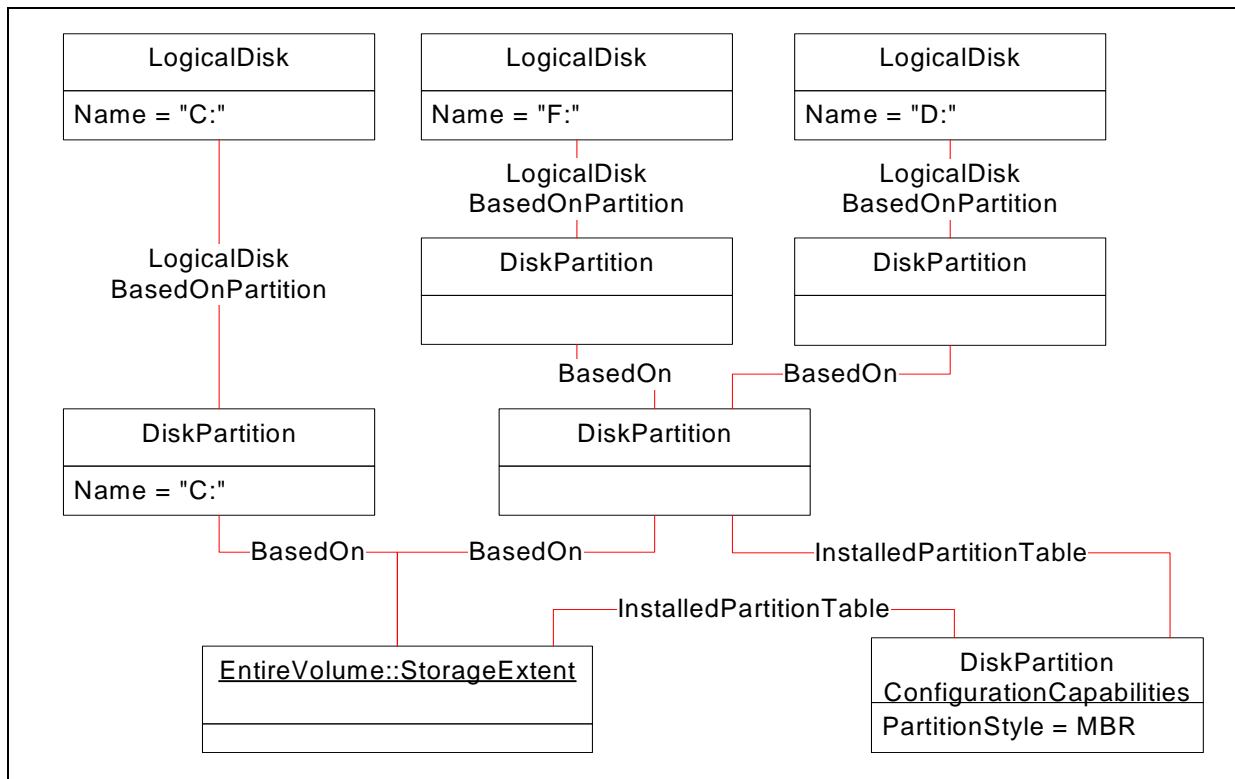 LogicalDisk
Name = "C:"
LogicalDisk
Name = "F:"
LogicalDisk
Name = "D:"
LogicalDisk
BasedOnPartition
LogicalDisk
BasedOnPartition
LogicalDisk
BasedOnPartition
DiskPartition
DiskPartition
BasedOn
BasedOn
DiskPartition
Name = "C:"
DiskPartition
BasedOn
BasedOn
InstalledPartitionTable
InstalledPartitionTable
EntireVolume::StorageExtent
DiskPartition
ConfigurationCapabilities
PartitionStyle = MBR